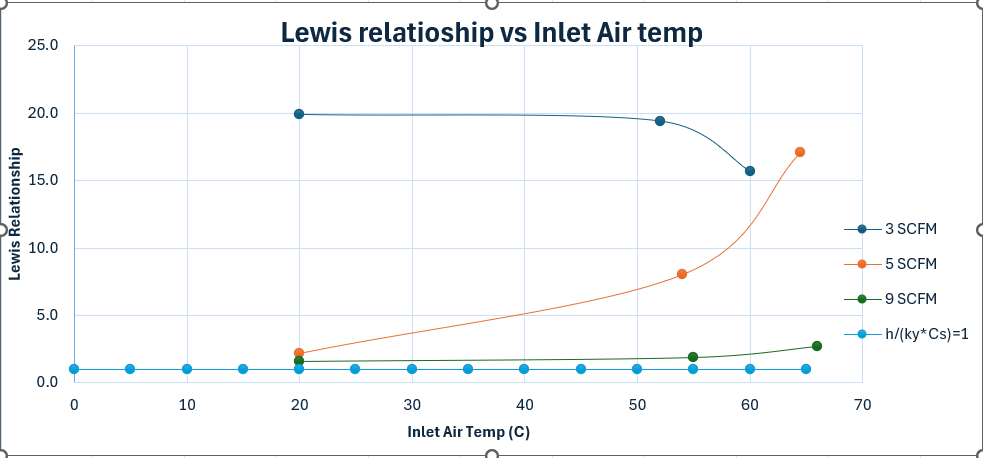 Lewis relatioship vs Inlet Air temp
25.0
20.0
15.0
10.0
5.0
0.0
Lewis Relationship
0 10 20 30 40 50 60 70
Inlet Air Temp (C)
3 SCFM
5 SCFM
9 SCFM
h/(ky*Cs)=1